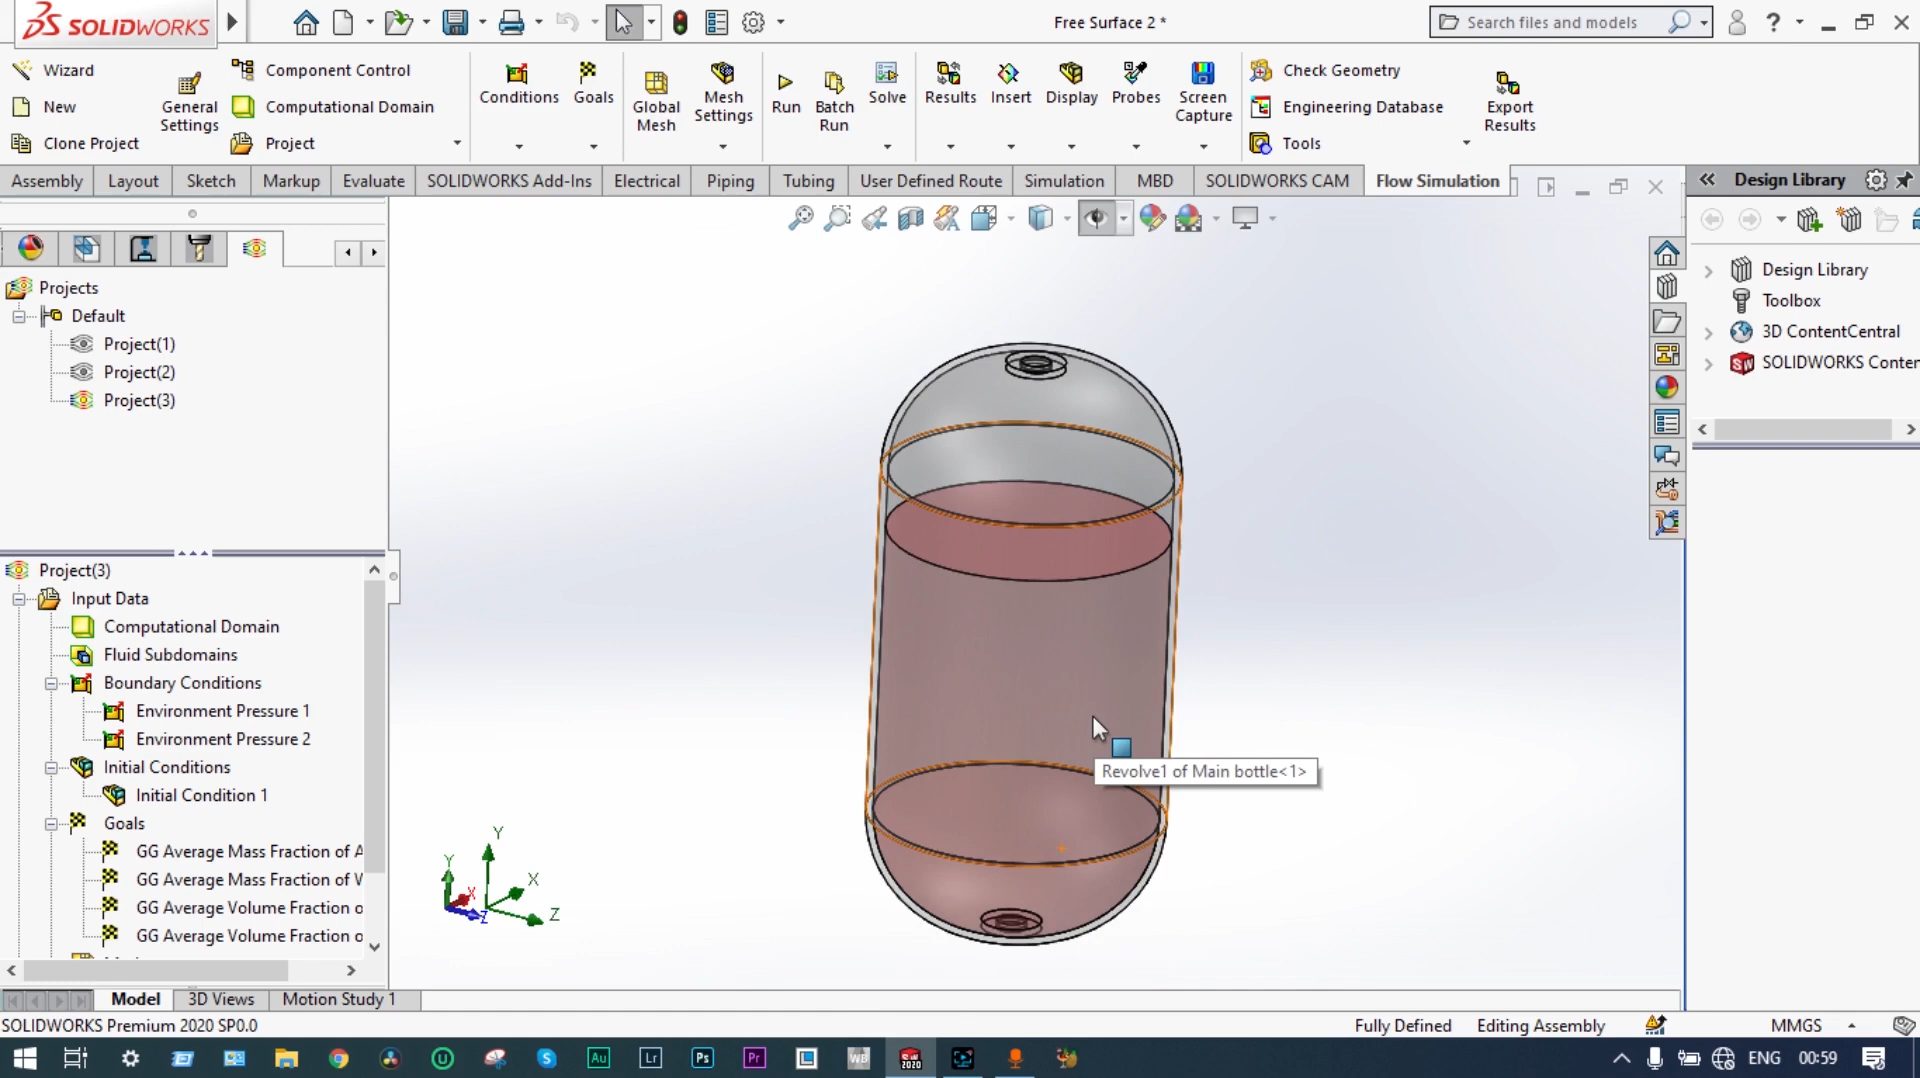 SOLIDWORKS
Free Surface 2 *
Search files and models
?
Wizard
New
Clone Project
General Settings
Component Control
Computational Domain
Project
Conditions
Goals
Global Mesh
Mesh Settings
Run
Batch Run
Solve
Results
Insert
Display
Probes
Screen Capture
Check Geometry
Engineering Database
Tools
Export Results
Assembly
Layout
Sketch
Markup
Evaluate
SOLIDWORKS Add-Ins
Electrical
Piping
Tubing
User Defined Route
Simulation
MBD
SOLIDWORKS CAM
Flow Simulation
Design Library
Projects
Default
Project(1)
Project(2)
Project(3)
Project(3)
Input Data
Computational Domain
Fluid Subdomains
Boundary Conditions
Environment Pressure 1
Environment Pressure 2
Initial Conditions
Initial Condition 1
Goals
GG Average Mass Fraction of A
GG Average Mass Fraction of W
GG Average Volume Fraction o
GG Average Volume Fraction o
Revolve1 of Main bottle<1>
Y
X
Z
Y
X
Z
Design Library
Toolbox
3D ContentCentral
SOLIDWORKS Conter
Model
3D Views
Motion Study 1
SOLIDWORKS Premium 2020 SP0.0
Fully Defined
Editing Assembly
MMGS
Au
Lr
Ps
Pr
WB
SW 2020
ENG
00:59